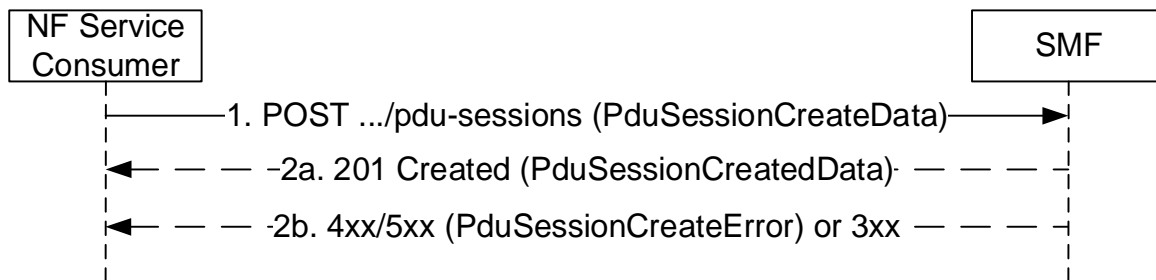 NF Service
Consumer
SMF
1. POST .../pdu-sessions (PduSessionCreateData)
2a. 201 Created (PduSessionCreatedData)
2b. 4xx/5xx (PduSessionCreateError) or 3xx